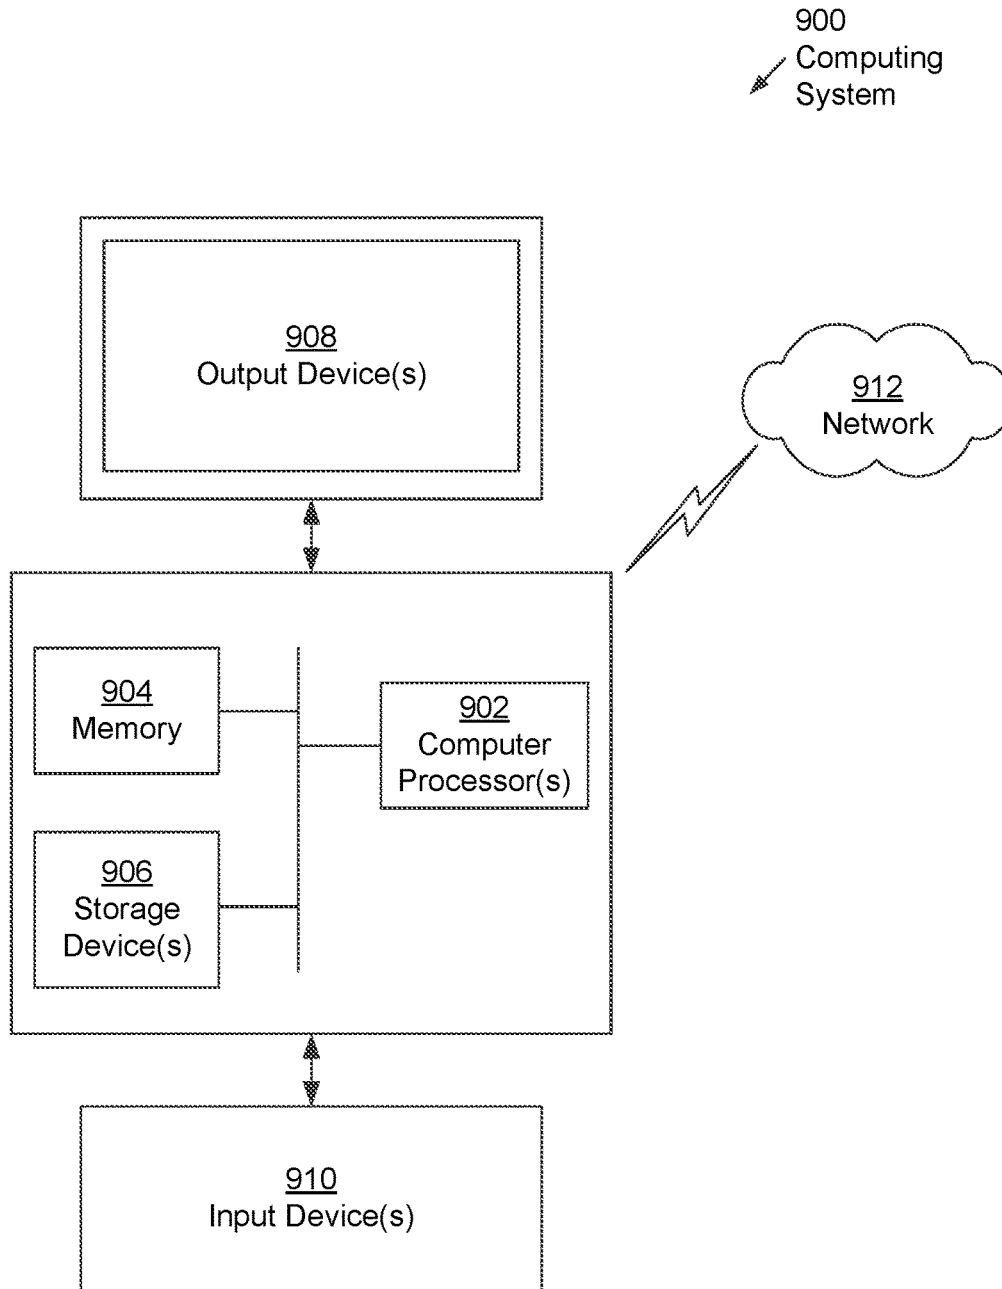 900
Computing
System
908
Output Device(s)
912
Network
904
Memory
902
Computer
Processor(s)
906
Storage
Device(s)
910
Input Device(s)